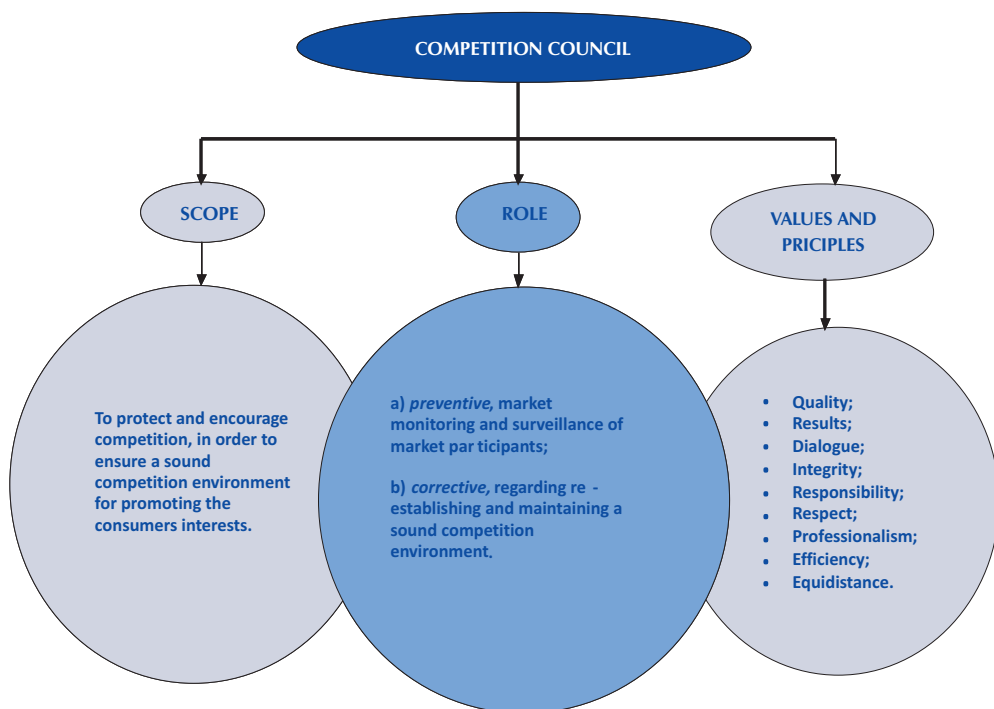 COMPETITION COUNCIL
SCOPE
ROLE
VALUES AND
PRICIPLES
To protect and encourage
competition, in order to
ensure a sound
competition environment
for promoting the
consumers interests.
a) preventive, market
monitoring and surveillance of
market par ticipants;
b) corrective, regarding re -
establishing and maintaining a
sound competition
environment.
• Quality;
• Results;
• Dialogue;
• Integrity;
• Responsibility;
• Respect;
• Professionalism;
• Efficiency;
• Equidistance.